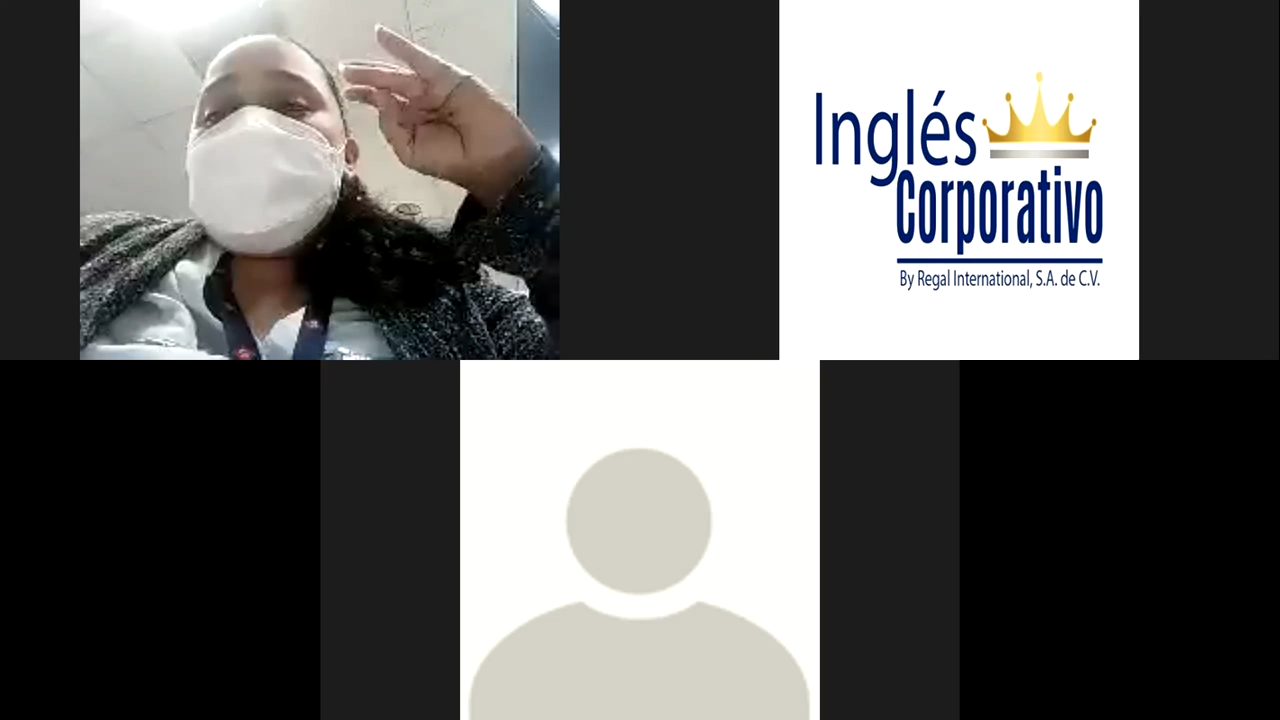 Inglés
Corporativo
By Regal International, S.A. de C.V.